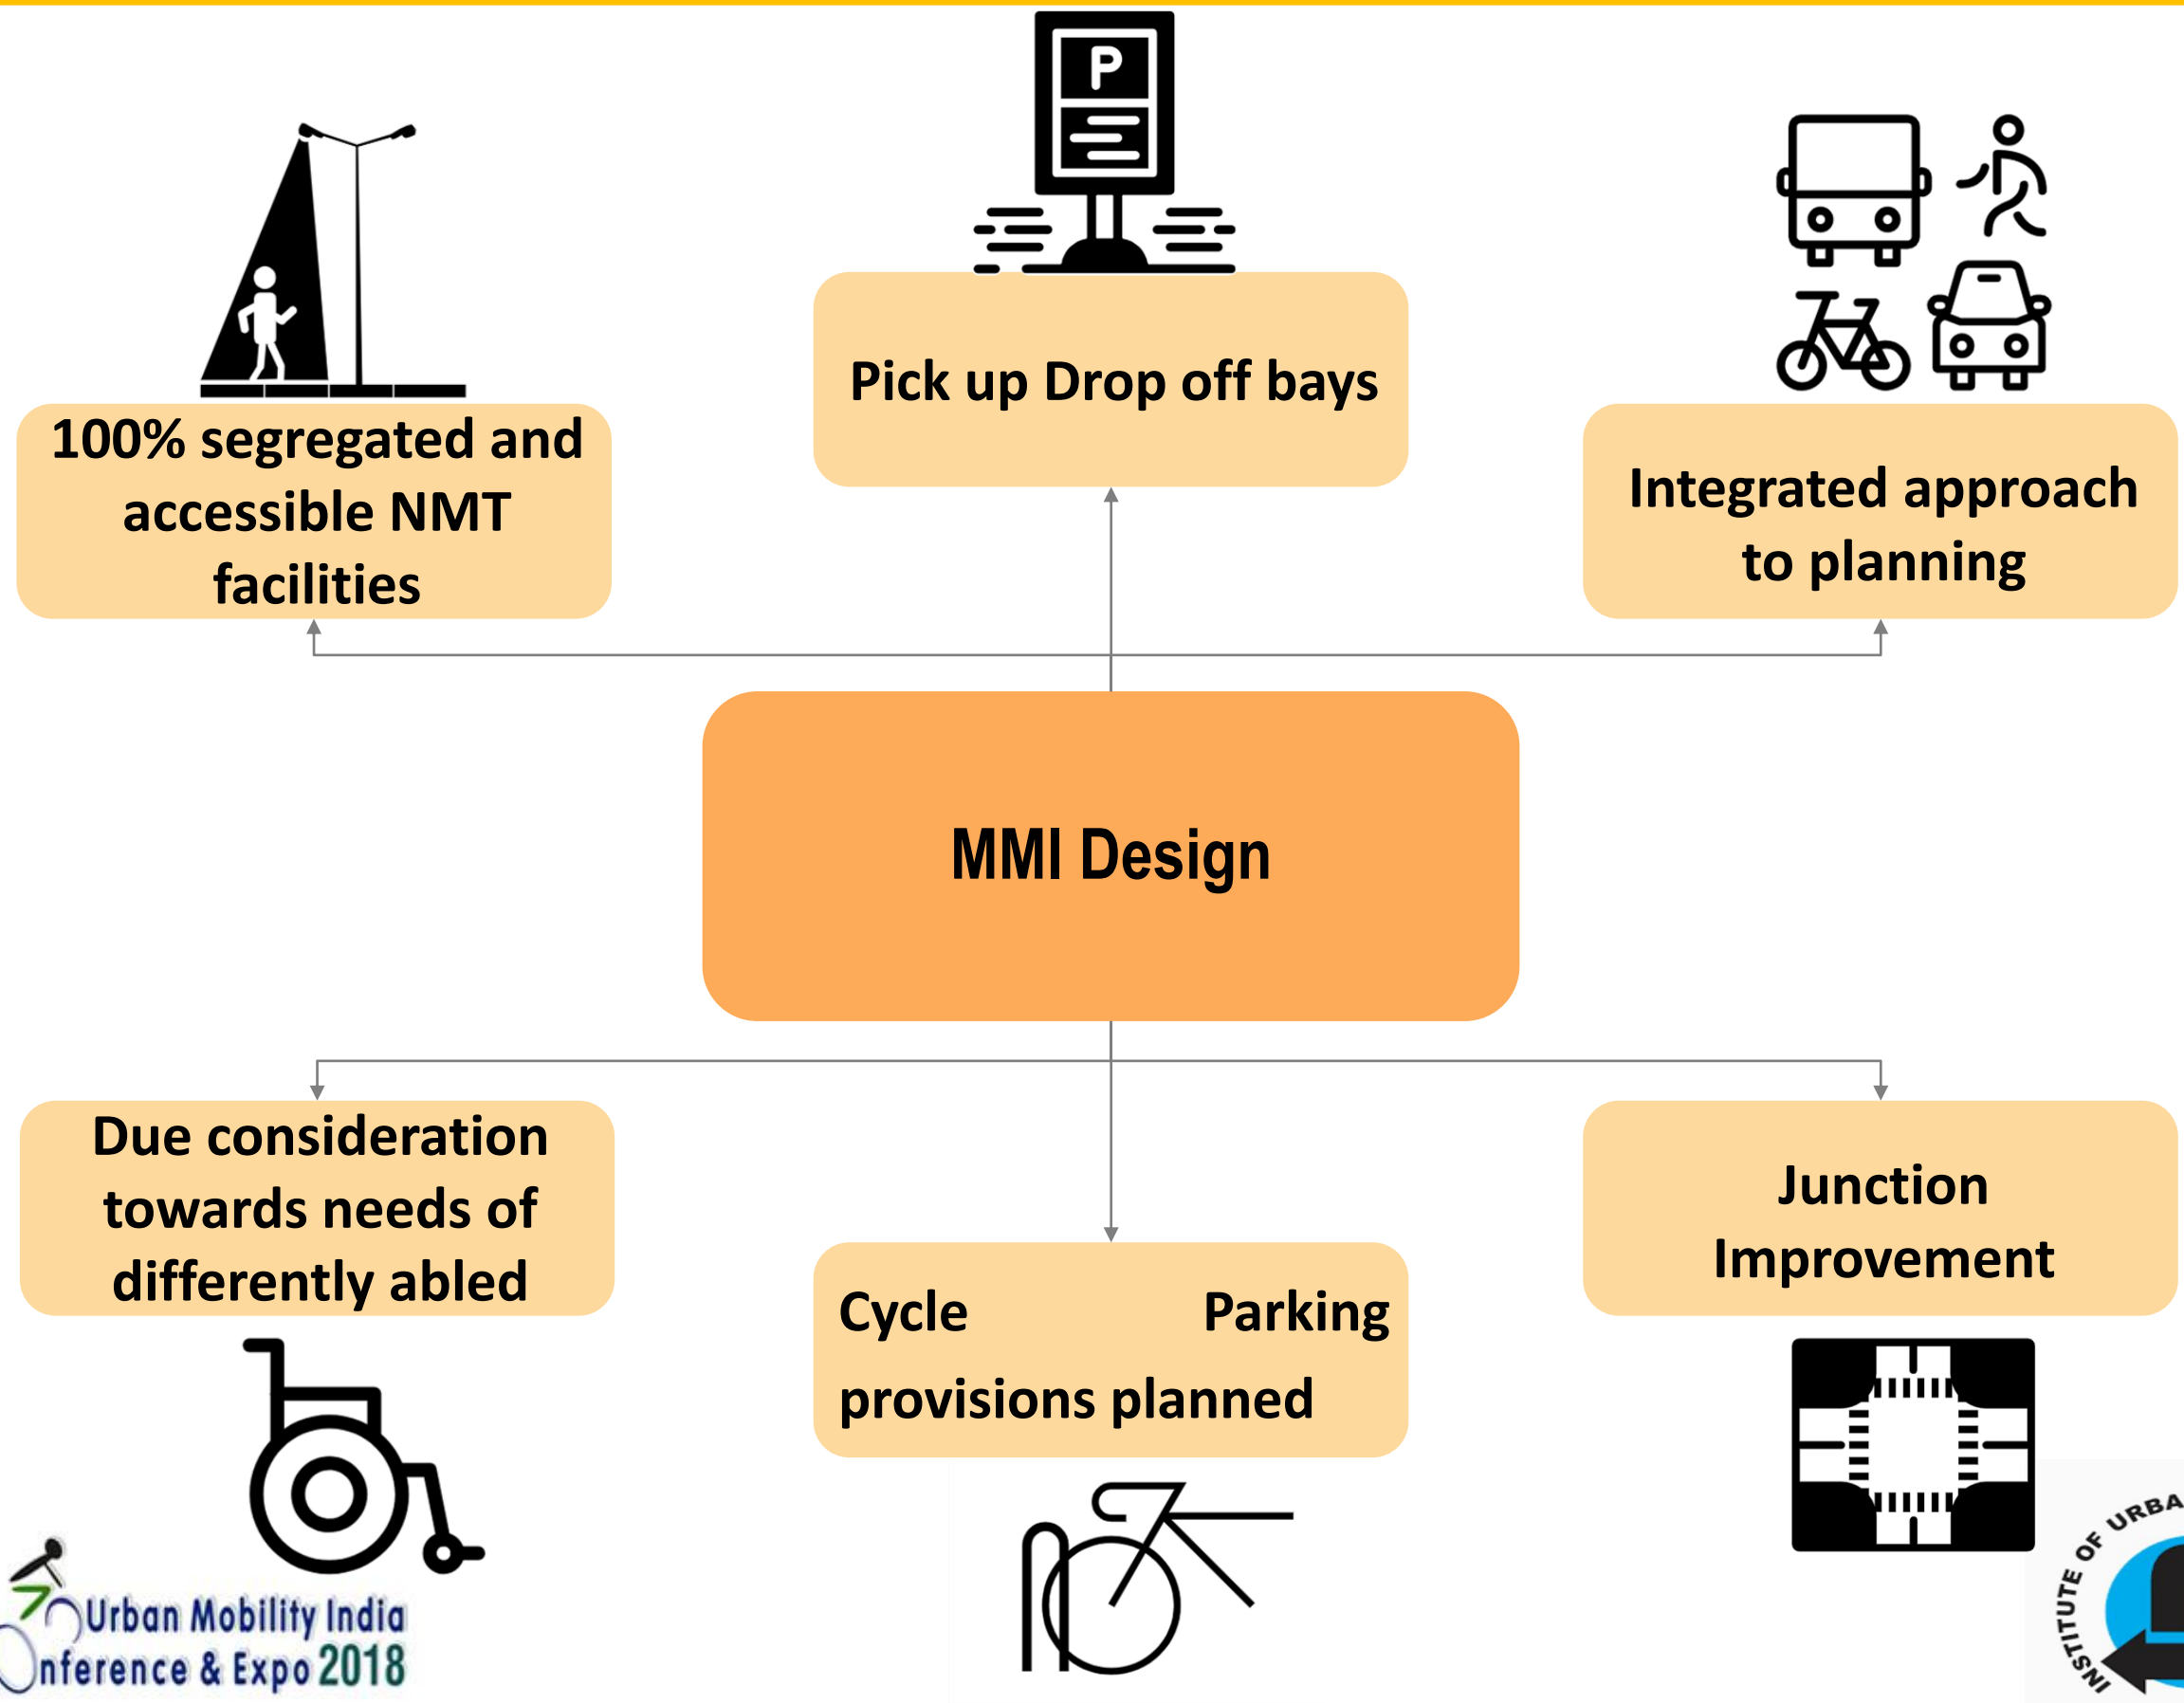 P
Pick up Drop off bays
100% segregated and
accessible NMT
facilities
Integrated approach
to planning
MMI Design
Due consideration
towards needs of
differently abled
Cycle Parking
provisions planned
Junction
Improvement
Urban Mobility India
nference & Expo 2018
INSTITUTE OF URBA